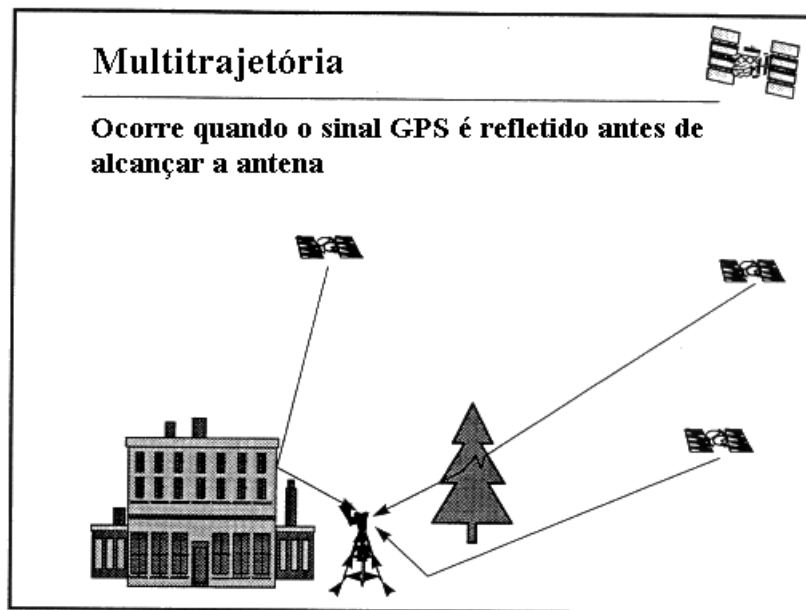 Multitrajetória
Ocorre quando o sinal GPS é refletido antes de
alcançar a antena